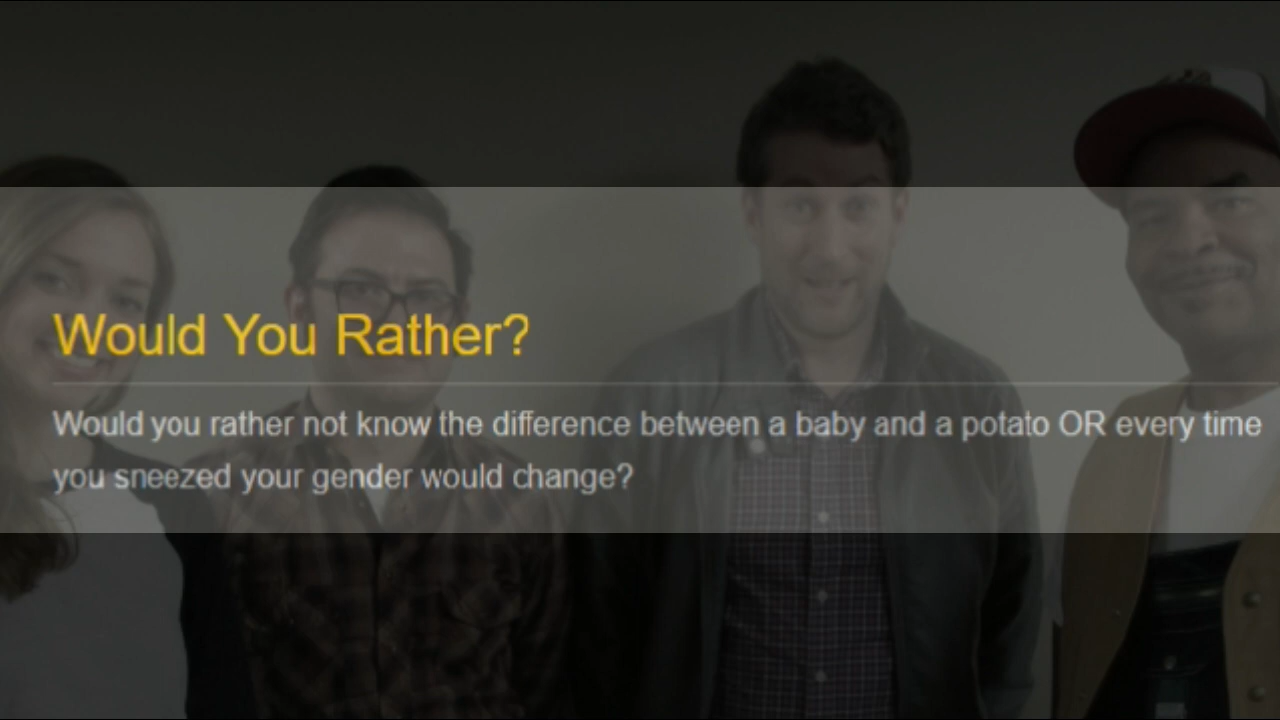 Would You Rather?
Would you rather not know the difference between a baby and a potato OR every time
you sneezed your gender would change?